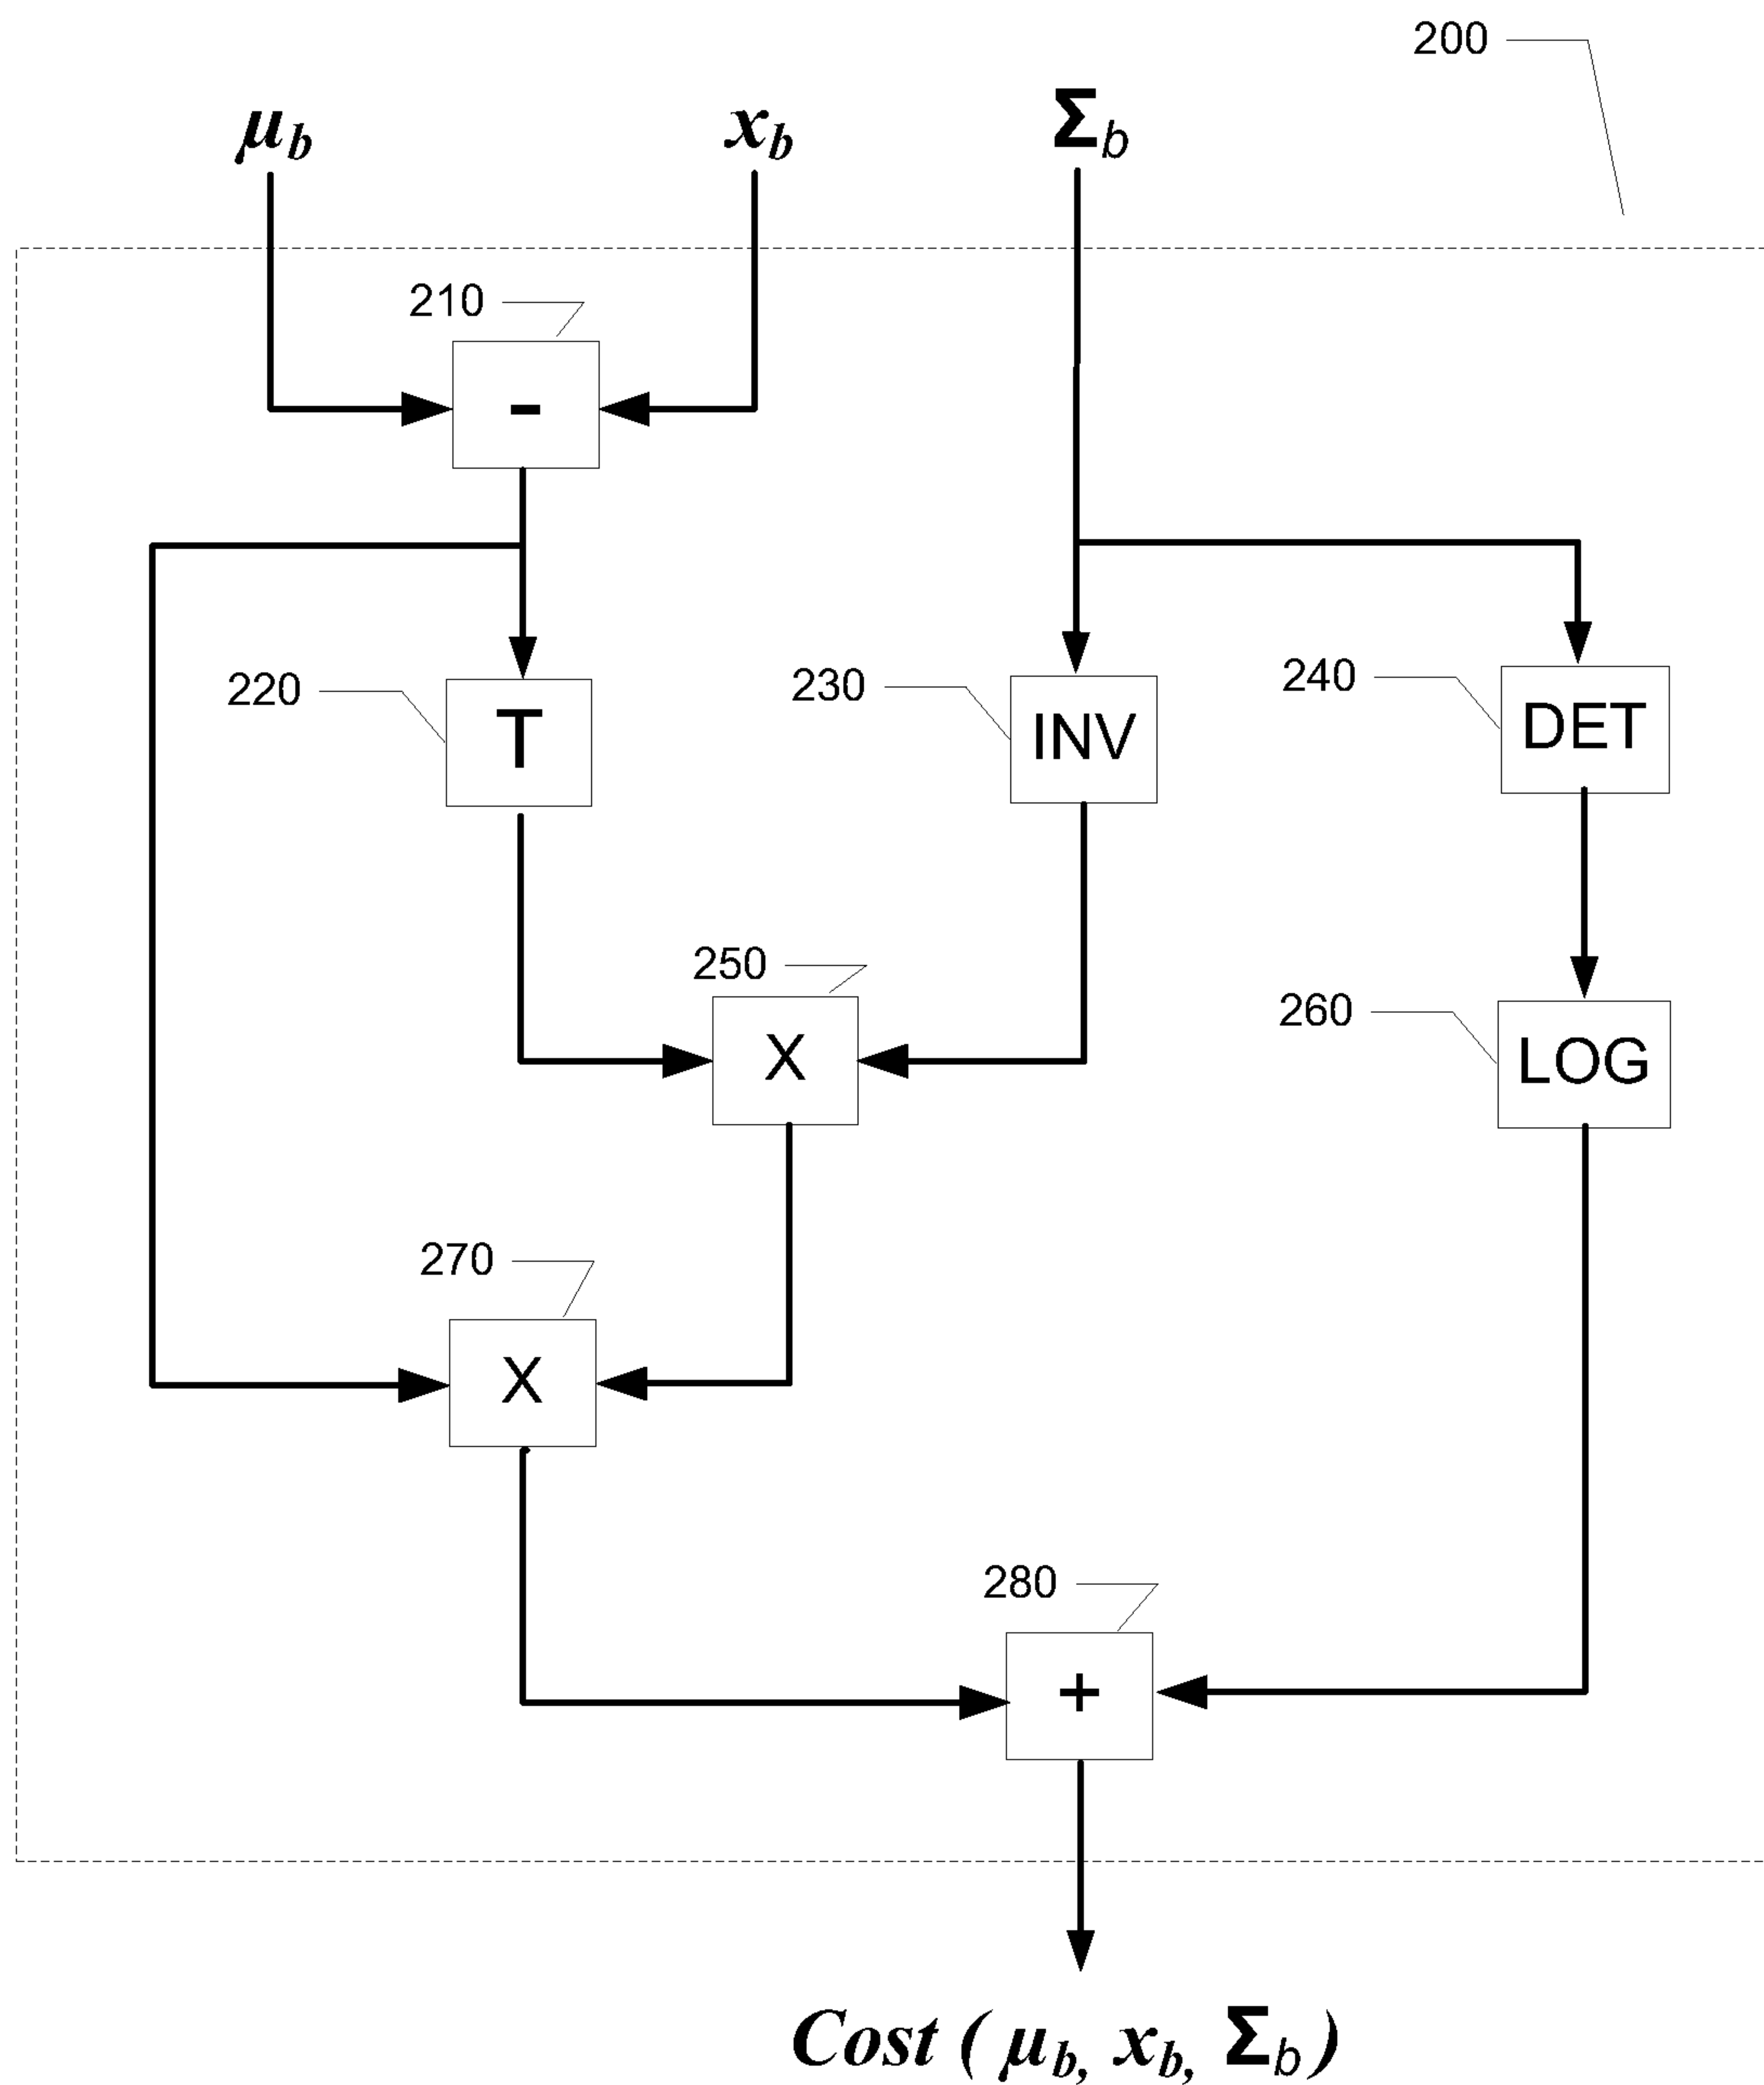 200
μb xb Σb
210
-
220 T 230 INV 240 DET
250
X
260 LOG
270
X
280
+
Cost ( μb, xb, Σb )